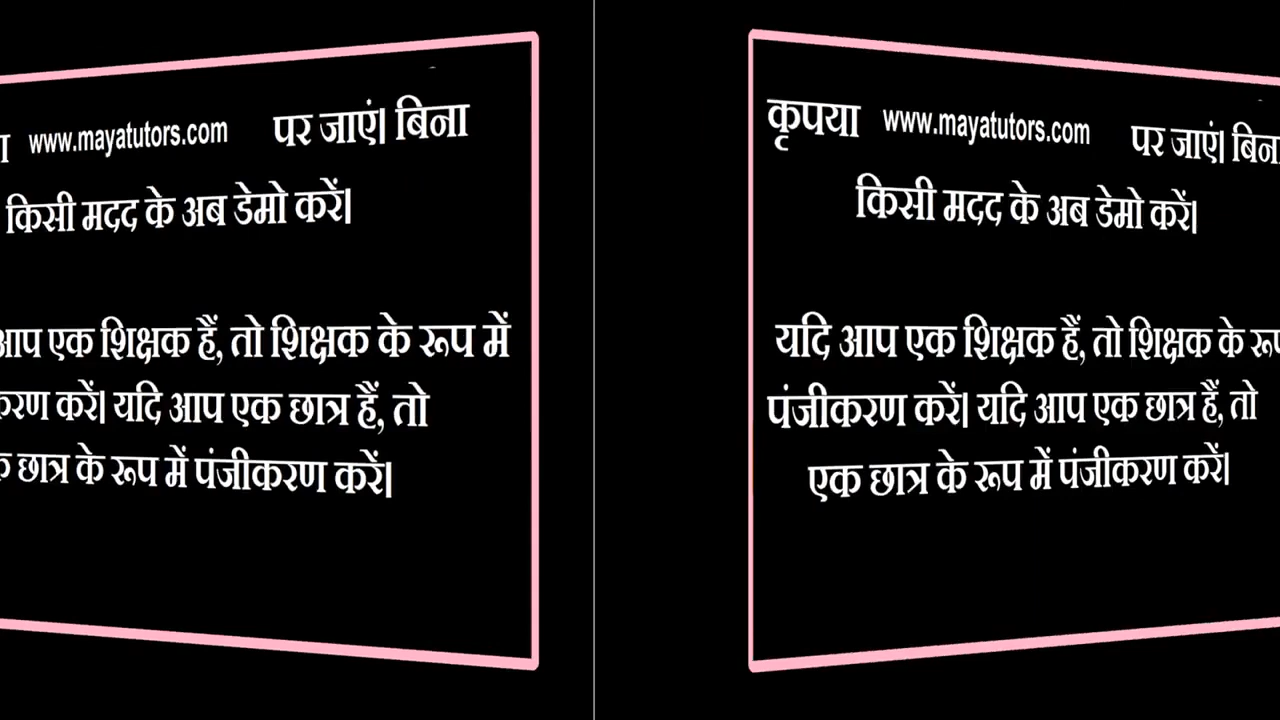 ा www.mayatutors.com पर जाएं। बिना
किसी मदद के अब डेमो करें।
आप एक शिक्षक हैं, तो शिक्षक के रूप में
करण करें। यदि आप एक छात्र हैं, तो
छात्र के रूप में पंजीकरण करें।
कृपया www.mayatutors.com पर जाएं। बिना
किसी मदद के अब डेमो करें।
यदि आप एक शिक्षक हैं, तो शिक्षक के रूप
पंजीकरण करें। यदि आप एक छात्र हैं, तो
एक छात्र के रूप में पंजीकरण करें।